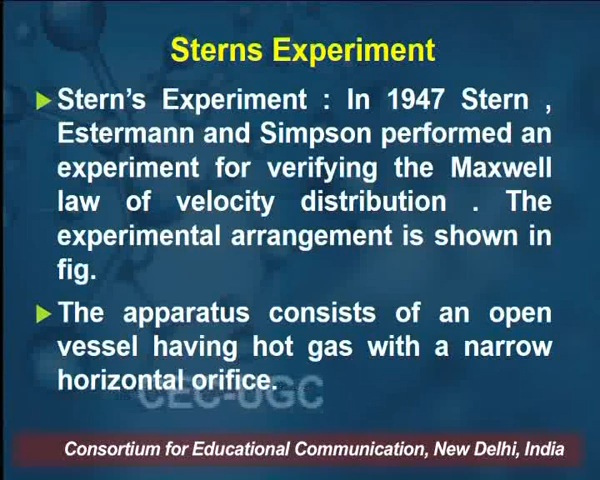 Sterns Experiment
Stern's Experiment : In 1947 Stern ,
Estermann and Simpson performed an
experiment for verifying the Maxwell
law of velocity distribution . The
experimental arrangement is shown in
fig.
The apparatus consists of an open
vessel having hot gas with a narrow
horizontal orifice.
CEC-UGC
Consortium for Educational Communication, New Delhi, India